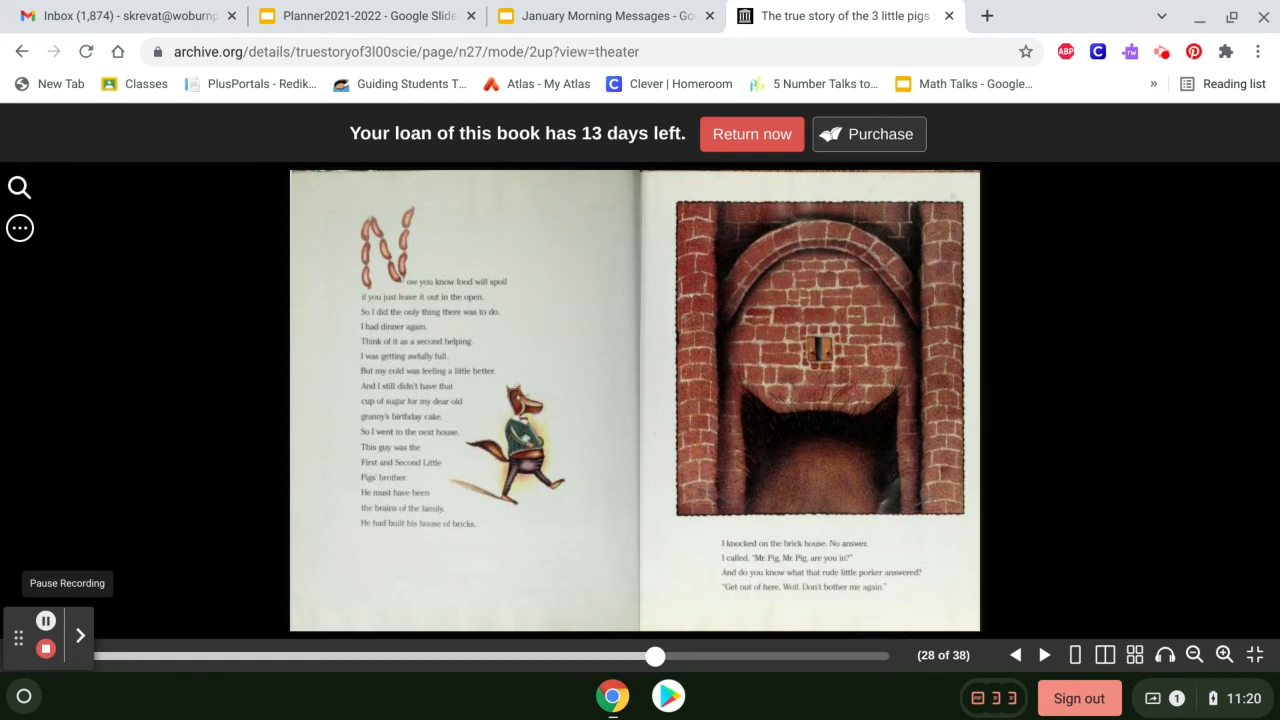 Inbox (1,874) - skrevat@woburnp
Planner2021-2022 - Google Slide
January Morning Messages - Go
The true story of the 3 little pigs
archive.org/details/truestoryof3l00scie/page/n27/mode/2up?view=theater
ABP
C
rw
New Tab
Classes
PlusPortals - Redik...
Guiding Students T...
Atlas - My Atlas
C
Clever | Homeroom
5 Number Talks to...
Math Talks - Google...
»
Reading list
Your loan of this book has 13 days left.
Return now
Purchase
Now you know food will spoil
if you just leave it out in the open.
So I did the only thing there was to do.
I had dinner again.
Think of it as a second helping.
I was getting awfully full.
But my cold was feeling a little better.
And I still didn't have that
cup of sugar for my dear old
granny's birthday cake.
So I went to the next house.
This guy was the
First and Second Little
Pigs' brother.
He must have been
the brains of the family.
He had built his house of bricks.
I knocked on the brick house. No answer.
I called, "Mr. Pig, Mr. Pig, are you in?"
And do you know what that rude little porker answered?
"Get out of here, Wolf. Don't bother me again."
Pause Recording
(28 of 38)
Sign out
1
11:20